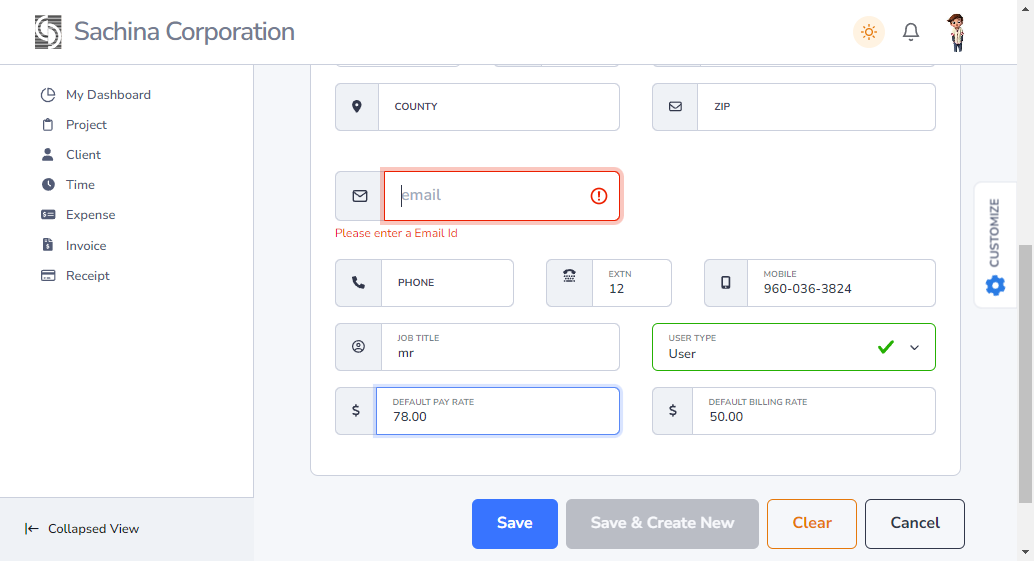 Sachina Corporation
My Dashboard
Project
Client
Time
Expense
Invoice
Receipt
Collapsed View
COUNTY
ZIP
email
Please enter a Email Id
PHONE
EXTN
12
MOBILE
960-036-3824
JOB TITLE
mr
USER TYPE
User
$
DEFAULT PAY RATE
78.00
$
DEFAULT BILLING RATE
50.00
Save
Save & Create New
Clear
Cancel
CUSTOMIZE